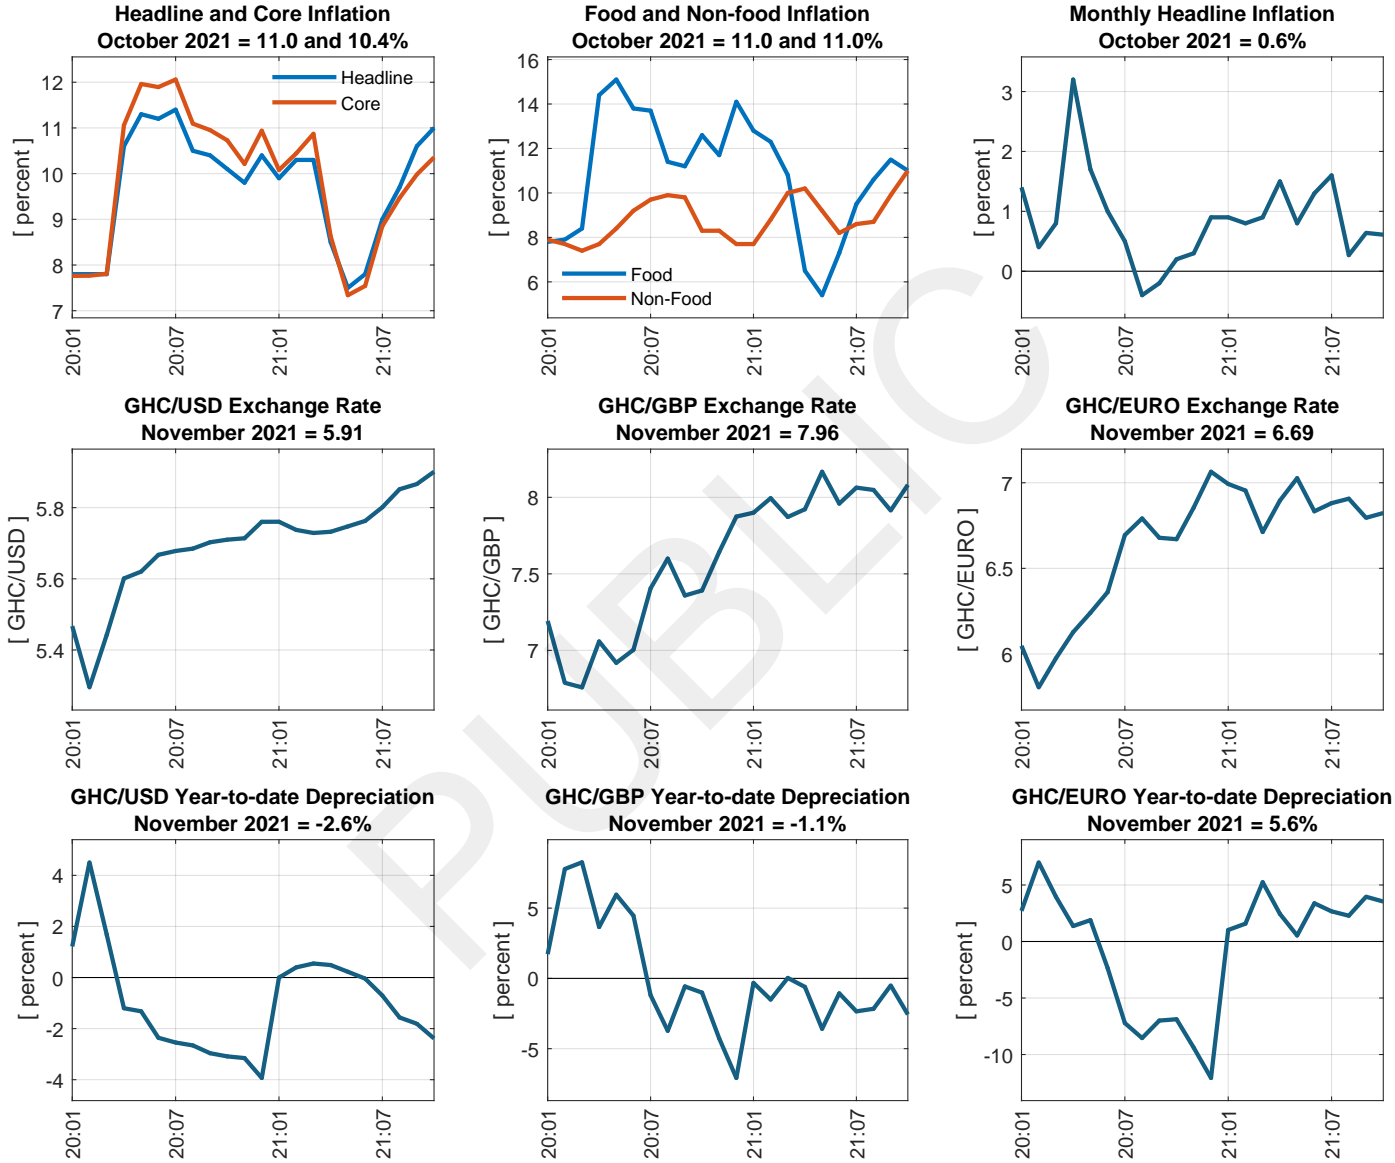 Headline and Core Inflation
October 2021 = 11.0 and 10.4%
[ percent ]
12
11
10
9
8
7
Headline
Core
20:01
20:07
21:01
21:07
Food and Non-food Inflation
October 2021 = 11.0 and 11.0%
[ percent ]
16
14
12
10
8
6
Food
Non-Food
20:01
20:07
21:01
21:07
Monthly Headline Inflation
October 2021 = 0.6%
[ percent ]
3
2
1
0
20:01
20:07
21:01
21:07
GHC/USD Exchange Rate
November 2021 = 5.91
[ GHC/USD ]
5.8
5.6
5.4
20:01
20:07
21:01
21:07
GHC/GBP Exchange Rate
November 2021 = 7.96
[ GHC/GBP ]
8
7.5
7
20:01
20:07
21:01
21:07
GHC/EURO Exchange Rate
November 2021 = 6.69
[ GHC/EURO ]
7
6.5
6
20:01
20:07
21:01
21:07
GHC/USD Year-to-date Depreciation
November 2021 = -2.6%
[ percent ]
4
2
0
-2
-4
20:01
20:07
21:01
21:07
GHC/GBP Year-to-date Depreciation
November 2021 = -1.1%
[ percent ]
5
0
-5
20:01
20:07
21:01
21:07
GHC/EURO Year-to-date Depreciation
November 2021 = 5.6%
[ percent ]
5
0
-5
-10
20:01
20:07
21:01
21:07
PUBLIC